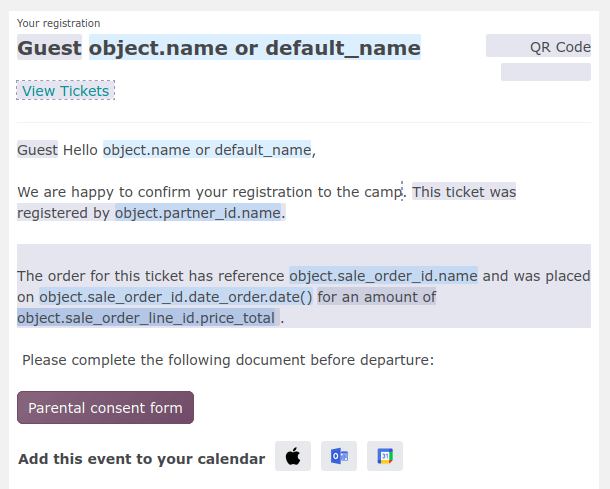 Your registration
Guest object.name or default_name
QR Code
View Tickets
Guest Hello object.name or default_name,
We are happy to confirm your registration to the camp. This ticket was
registered by object.partner_id.name.
The order for this ticket has reference object.sale_order_id.name and was placed
on object.sale_order_id.date_order.date() for an amount of
object.sale_order_line_id.price_total .
Please complete the following document before departure:
Parental consent form
Add this event to your calendar
31